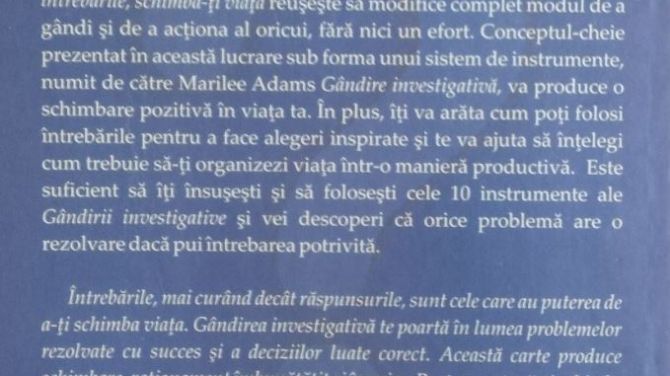 întrebările, schimbă-ți viața reușește să modifice complet modul de a
gândi și de a acționa al oricui, fără nici un efort. Conceptul-cheie
prezentat în această lucrare sub forma unui sistem de instrumente,
numit de către Marilee Adams Gândire investigativă, va produce o
schimbare pozitivă în viața ta. În plus, îți va arăta cum poți folosi
întrebările pentru a face alegeri inspirate și te va ajuta să înțelegi
cum trebuie să-ți organizezi viața într-o manieră productivă. Este
suficient să îți însușești și să folosești cele 10 instrumente ale
Gândirii investigative și vei descoperi că orice problemă are o
rezolvare dacă pui întrebarea potrivită.
Întrebările, mai curând decât răspunsurile, sunt cele care au puterea de
a-ți schimba viața. Gândirea investigativă te poartă în lumea problemelor
rezolvate cu succes și a deciziilor luate corect. Această carte produce